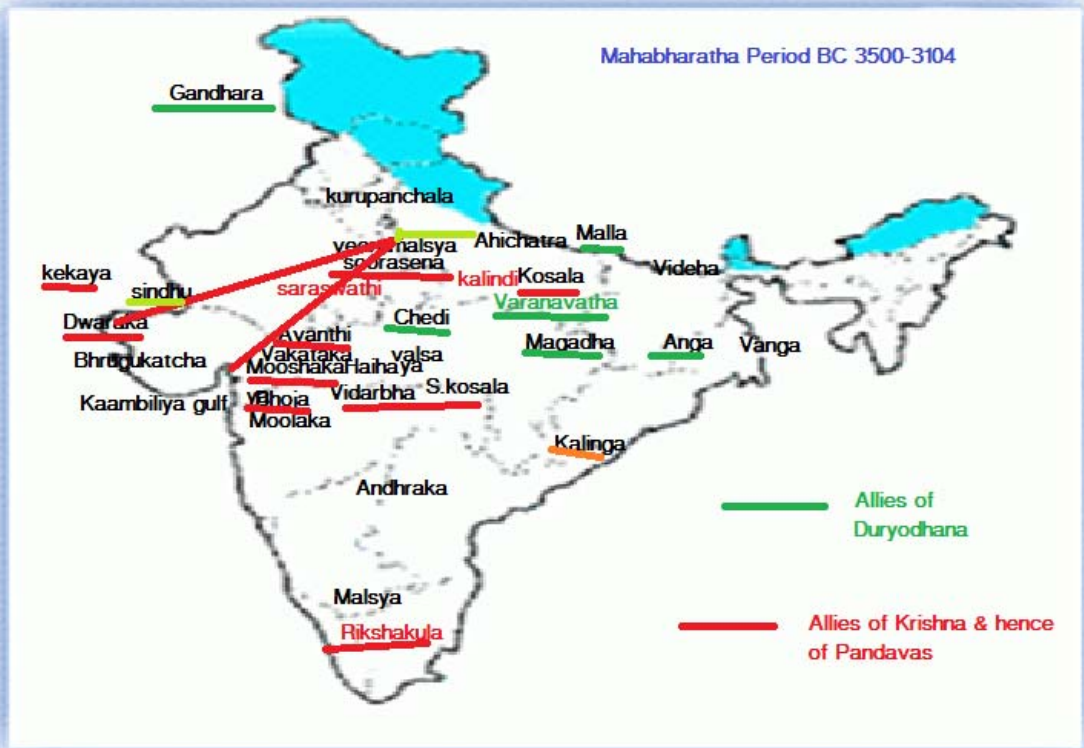 Mahabharatha Period BC 3500-3104
Gandhara
kurupanchala
malsya
Ahichatra
Malla
soorasena
kekaya
kalindi
Kosala
Videha
sindhu
saraswathi
Varanavatha
Dwaraka
Chedi
Avanthi
Magadha
Anga
Vanga
Bhrugukatcha
Vakataka
valsa
Mooshaka
Haihaya
Kaambiliya gulf
Bhoja
Vidarbha
S.kosala
Moolaka
Kalinga
Andhraka
Allies of
Duryodhana
Malsya
Rikshakula
Allies of Krishna & hence
of Pandavas